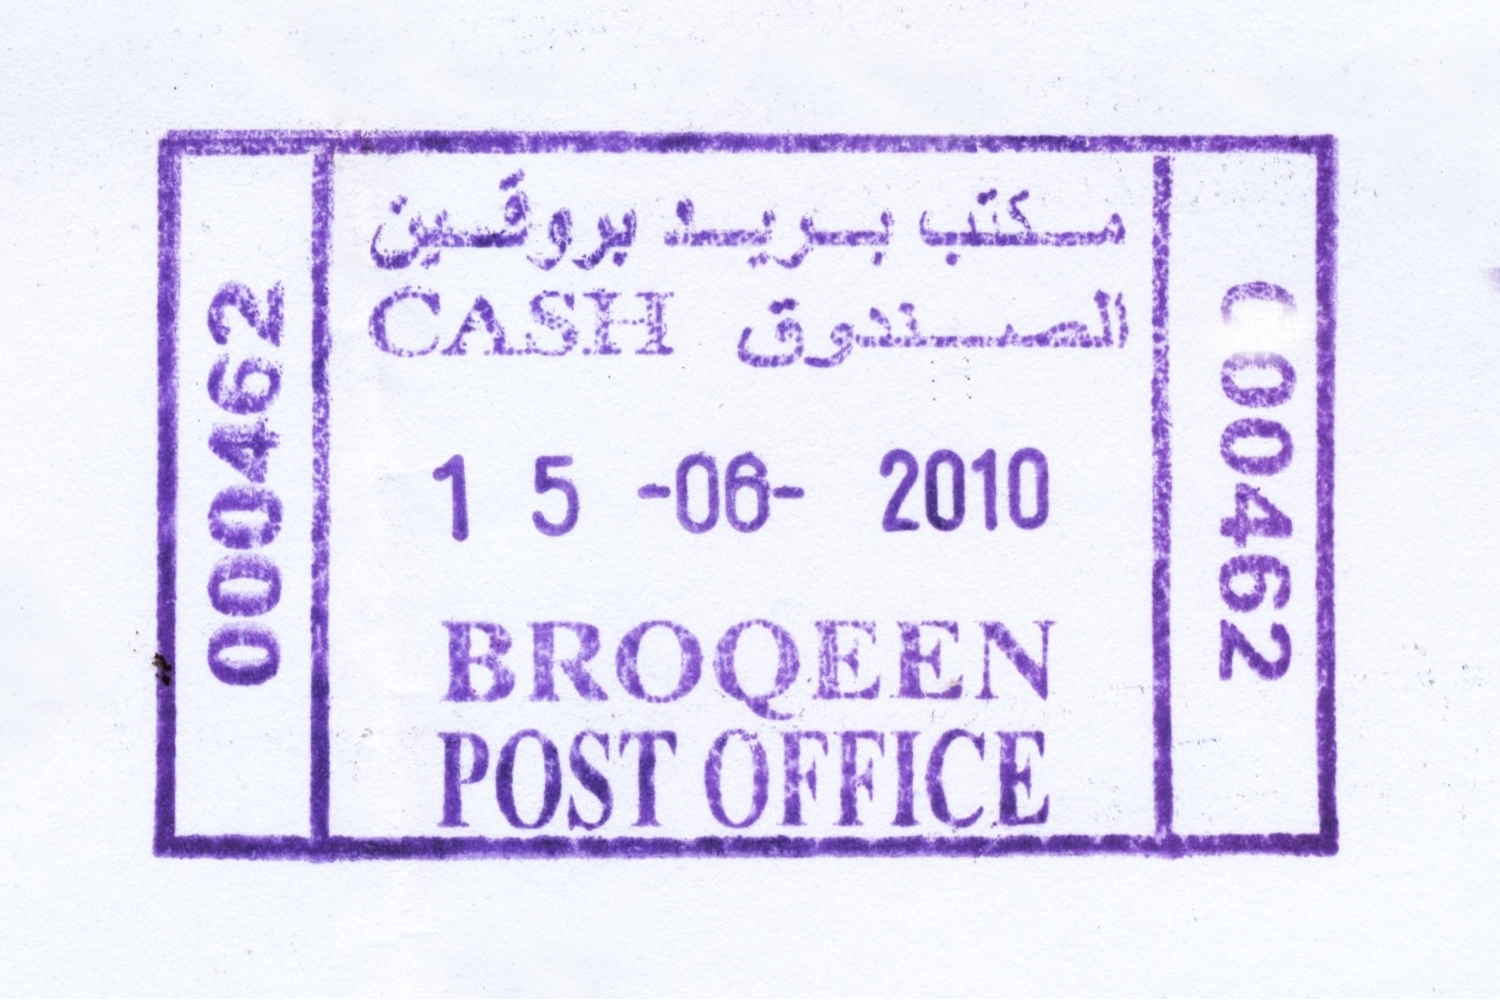 مكتب بريد بروقين
الصندوق CASH
15 -06- 2010
BROQEEN
POST OFFICE
000462
000462